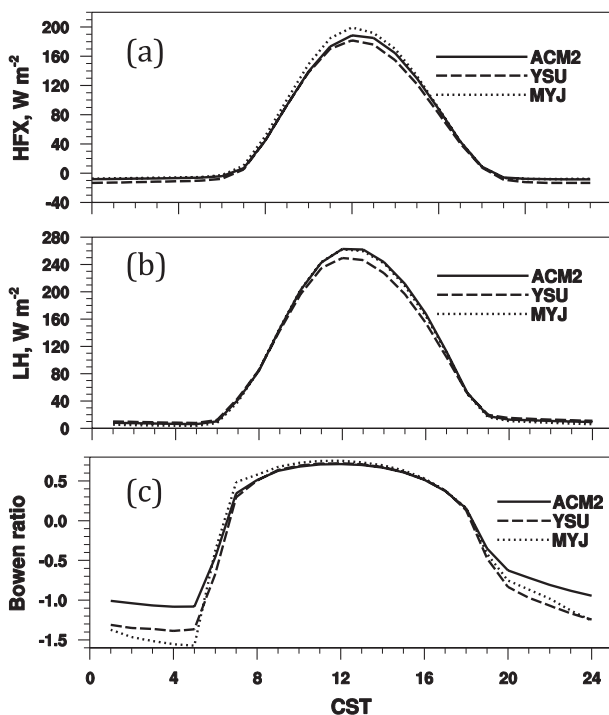 200
160
120
80
40
0
-40
HFX, W m-2
(a)
ACM2
YSU
MYJ
280
240
200
160
120
80
40
0
LH, W m-2
(b)
ACM2
YSU
MYJ
0.5
0.0
-0.5
-1.0
-1.5
Bowen ratio
(c)
ACM2
YSU
MYJ
0 4 8 12 16 20 24
CST